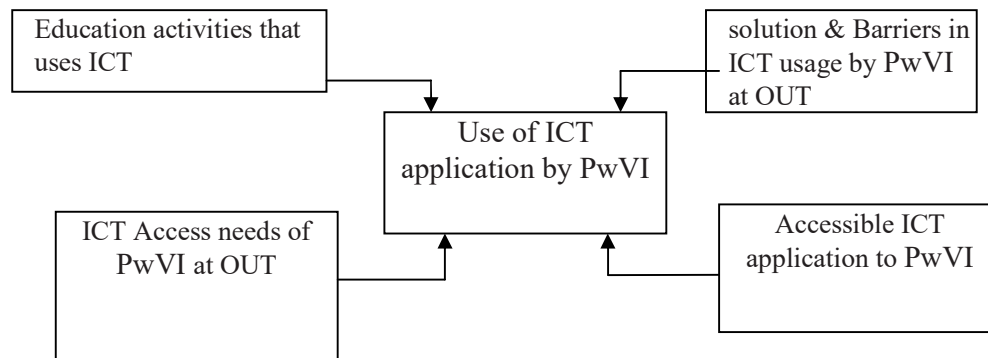 Education activities that
uses ICT
solution & Barriers in
ICT usage by PwVI
at OUT
Use of ICT
application by PwVI
ICT Access needs of
PwVI at OUT
Accessible ICT
application to PwVI